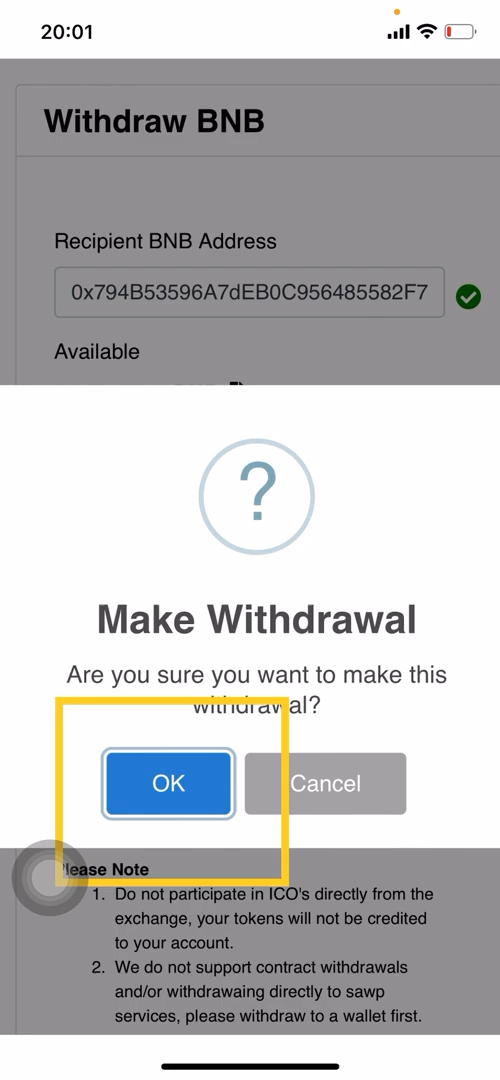 20:01
Withdraw BNB
Recipient BNB Address
0x794B53596A7dEB0C956485582F7
Available
?
Make Withdrawal
Are you sure you want to make this
withdrawal?
OK
Cancel
lease Note
1. Do not participate in ICO's directly from the
exchange, your tokens will not be credited
to your account.
2. We do not support contract withdrawals
and/or withdrawaing directly to sawp
services, please withdraw to a wallet first.